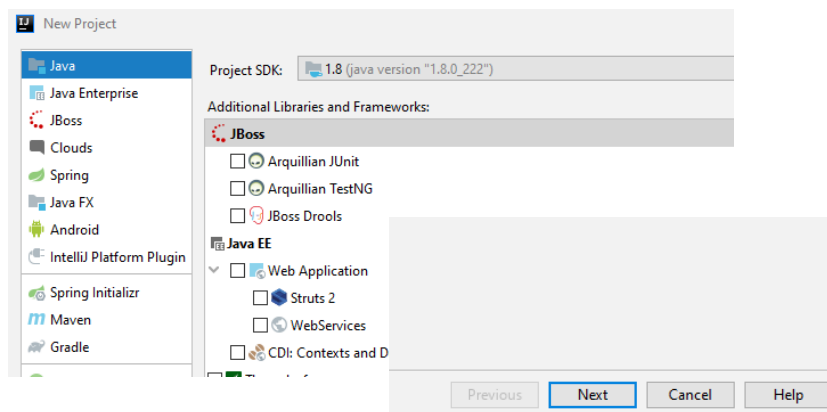 New Project
Java
Java Enterprise
JBoss
Clouds
Spring
Java FX
Android
IntelliJ Platform Plugin
Spring Initializr
Maven
Gradle
Project SDK: 1.8 (java version "1.8.0_222")
Additional Libraries and Frameworks:
JBoss
Arquillian JUnit
Arquillian TestNG
JBoss Drools
Java EE
Web Application
Struts 2
WebServices
CDI: Contexts and D
Previous Next Cancel Help